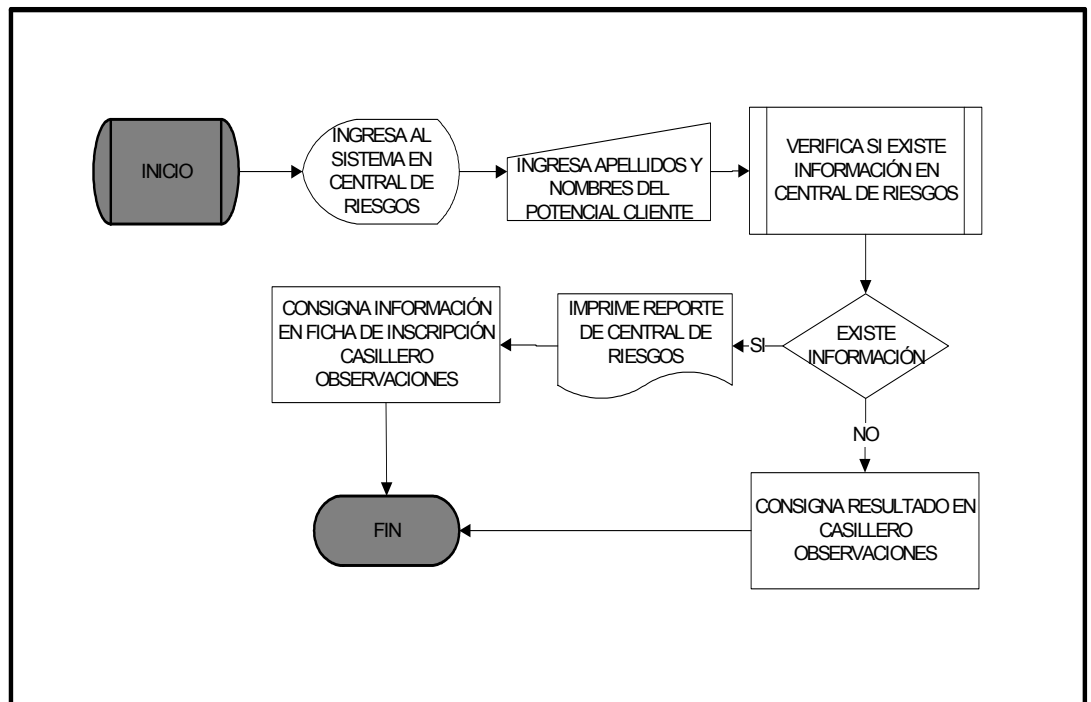 INICIO
INGRESA AL
SISTEMA EN
CENTRAL DE
RIESGOS
INGRESA APELLIDOS Y
NOMBRES DEL
POTENCIAL CLIENTE
VERIFICA SI EXISTE
INFORMACIÓN EN
CENTRAL DE RIESGOS
EXISTE
INFORMACIÓN
SI
IMPRIME REPORTE
DE CENTRAL DE
RIESGOS
CONSIGNA INFORMACIÓN
EN FICHA DE INSCRIPCIÓN
CASILLERO
OBSERVACIONES
NO
CONSIGNA RESULTADO EN
CASILLERO
OBSERVACIONES
FIN